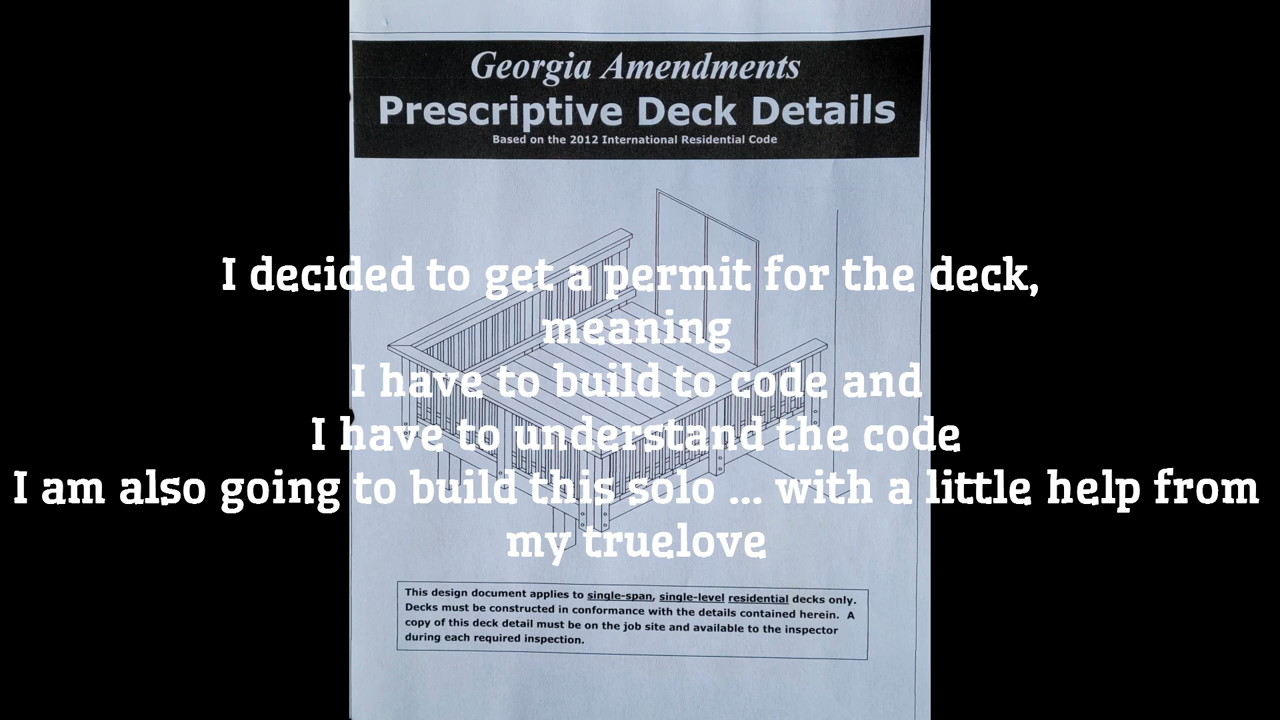 Georgia Amendments
Prescriptive Deck Details
Based on the 2012 International Residential Code
I decided to get a permit for the deck,
meaning
I have to build to code and
I have to understand the code
I am also going to build this solo ... with a little help from
my truelove
This design document applies to single-span, single-level residential decks only.
Decks must be constructed in conformance with the details contained herein. A
copy of this deck detail must be on the job site and available to the inspector
during each required inspection.